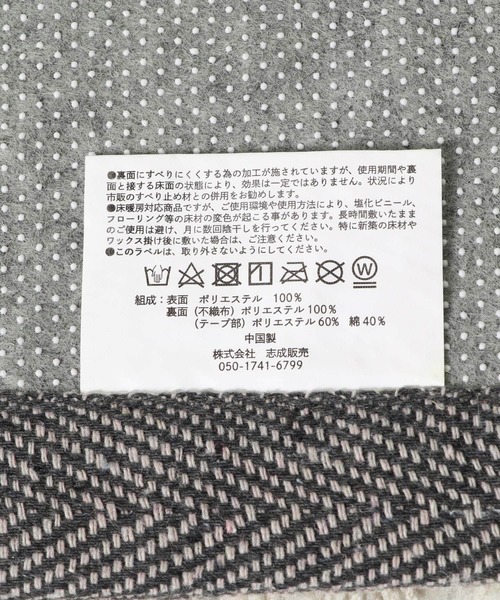 ●裏面にすべりにくくする為の加工が施されていますが、使用期間や裏
面と接する床面の状態により、効果は一定ではありません。状況により
市販のすべり止め材との併用をお勧めします。
●床暖房対応商品ですが、ご使用環境や使用方法により、塩化ビニール、
フローリング等の床材の変色が起こる事があります。長時間敷いたまま
のご使用は避け、月に数回陰干しを行ってください。特に新築の床材や
ワックス掛け後に敷いた場合は、ご注意ください。
●このラベルは、取り外さないようにしてください。
W
組成：表面 ポリエステル 100％
裏面（不織布）ポリエステル100％
（テープ部）ポリエステル60％ 綿40％
中国製
株式会社 志成販売
050-1741-6799